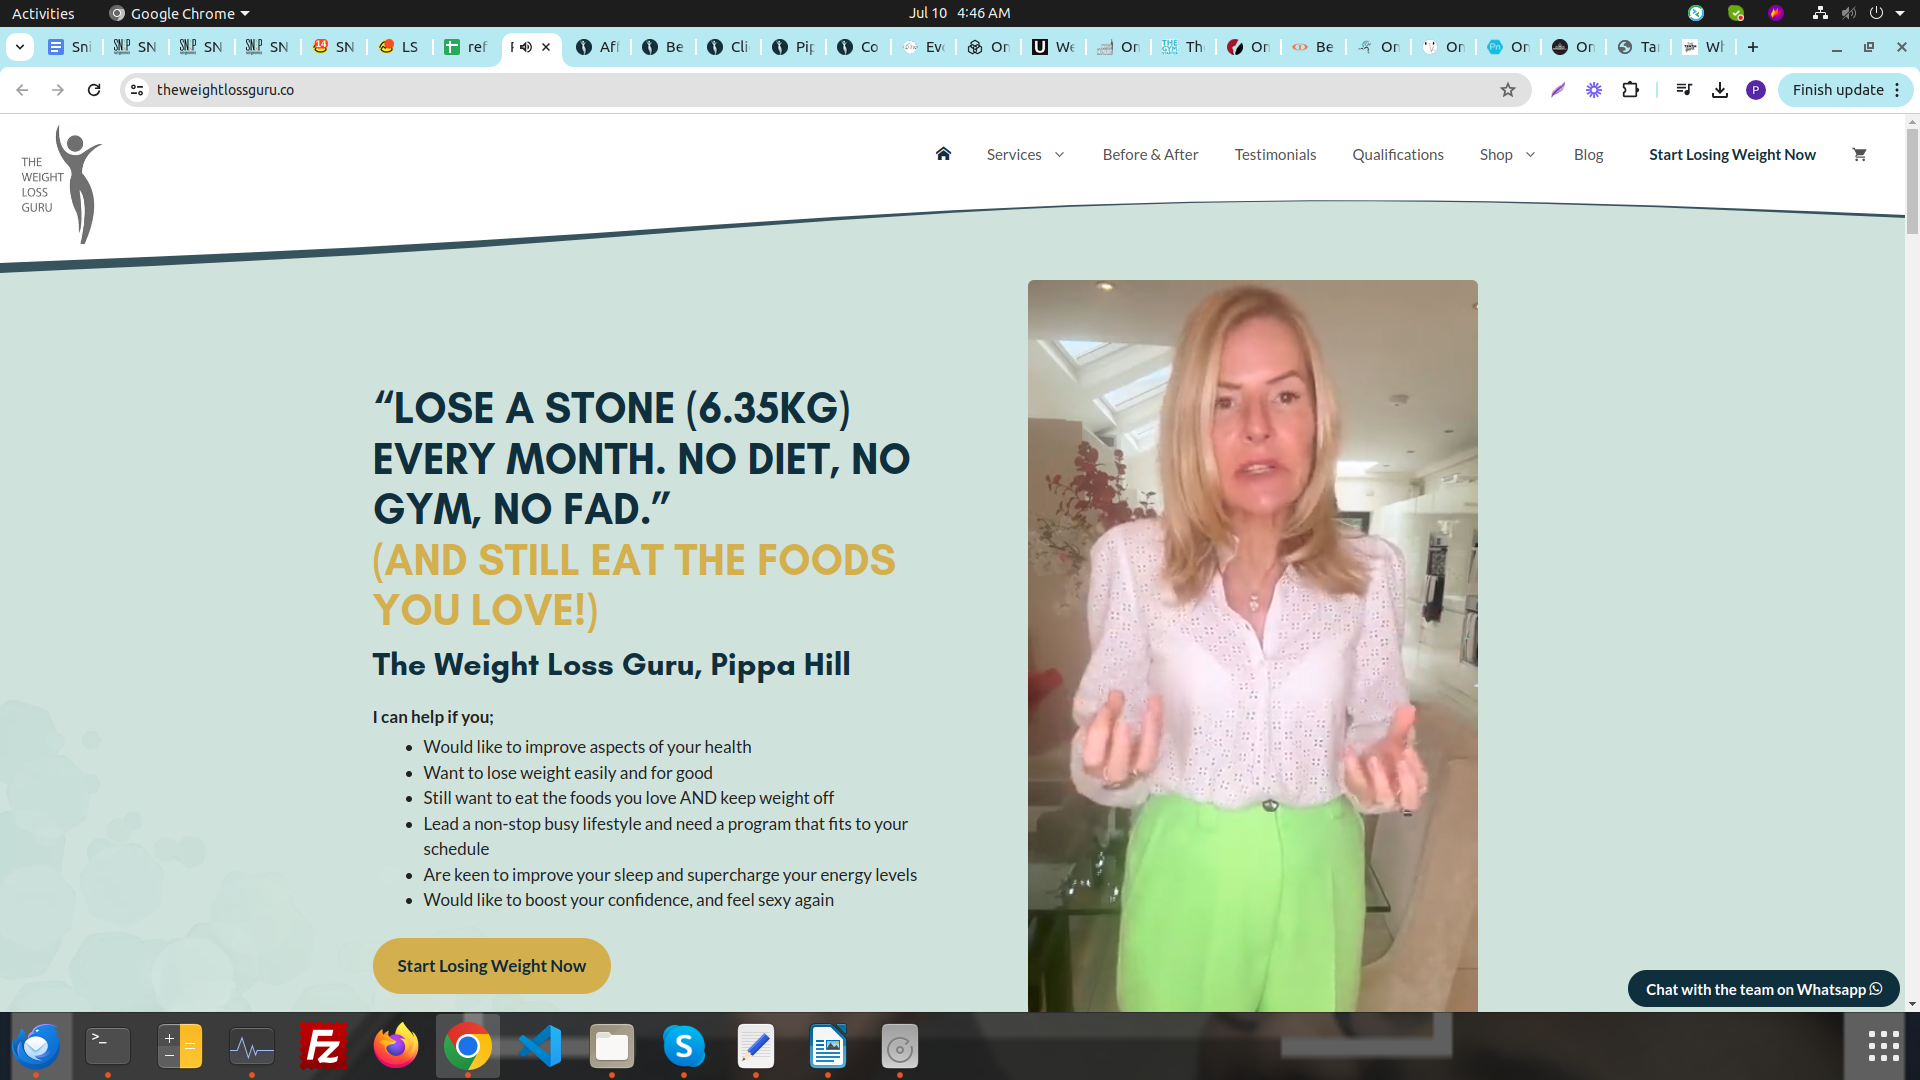 Activities Google Chrome Jul 10 4:46 AM
Sni SN SN SN SN LS ref Aff Be Cli Pip Co Eve On We On The On Be On On On On Tar Wh
theweightlossguru.co P Finish update
THE
WEIGHT
LOSS
GURU
Services Before & After Testimonials Qualifications Shop Blog Start Losing Weight Now
“LOSE A STONE (6.35KG)
EVERY MONTH. NO DIET, NO
GYM, NO FAD.”
(AND STILL EAT THE FOODS
YOU LOVE!)
The Weight Loss Guru, Pippa Hill
I can help if you;
• Would like to improve aspects of your health
• Want to lose weight easily and for good
• Still want to eat the foods you love AND keep weight off
• Lead a non-stop busy lifestyle and need a program that fits to your
schedule
• Are keen to improve your sleep and supercharge your energy levels
• Would like to boost your confidence, and feel sexy again
Start Losing Weight Now
Chat with the team on Whatsapp